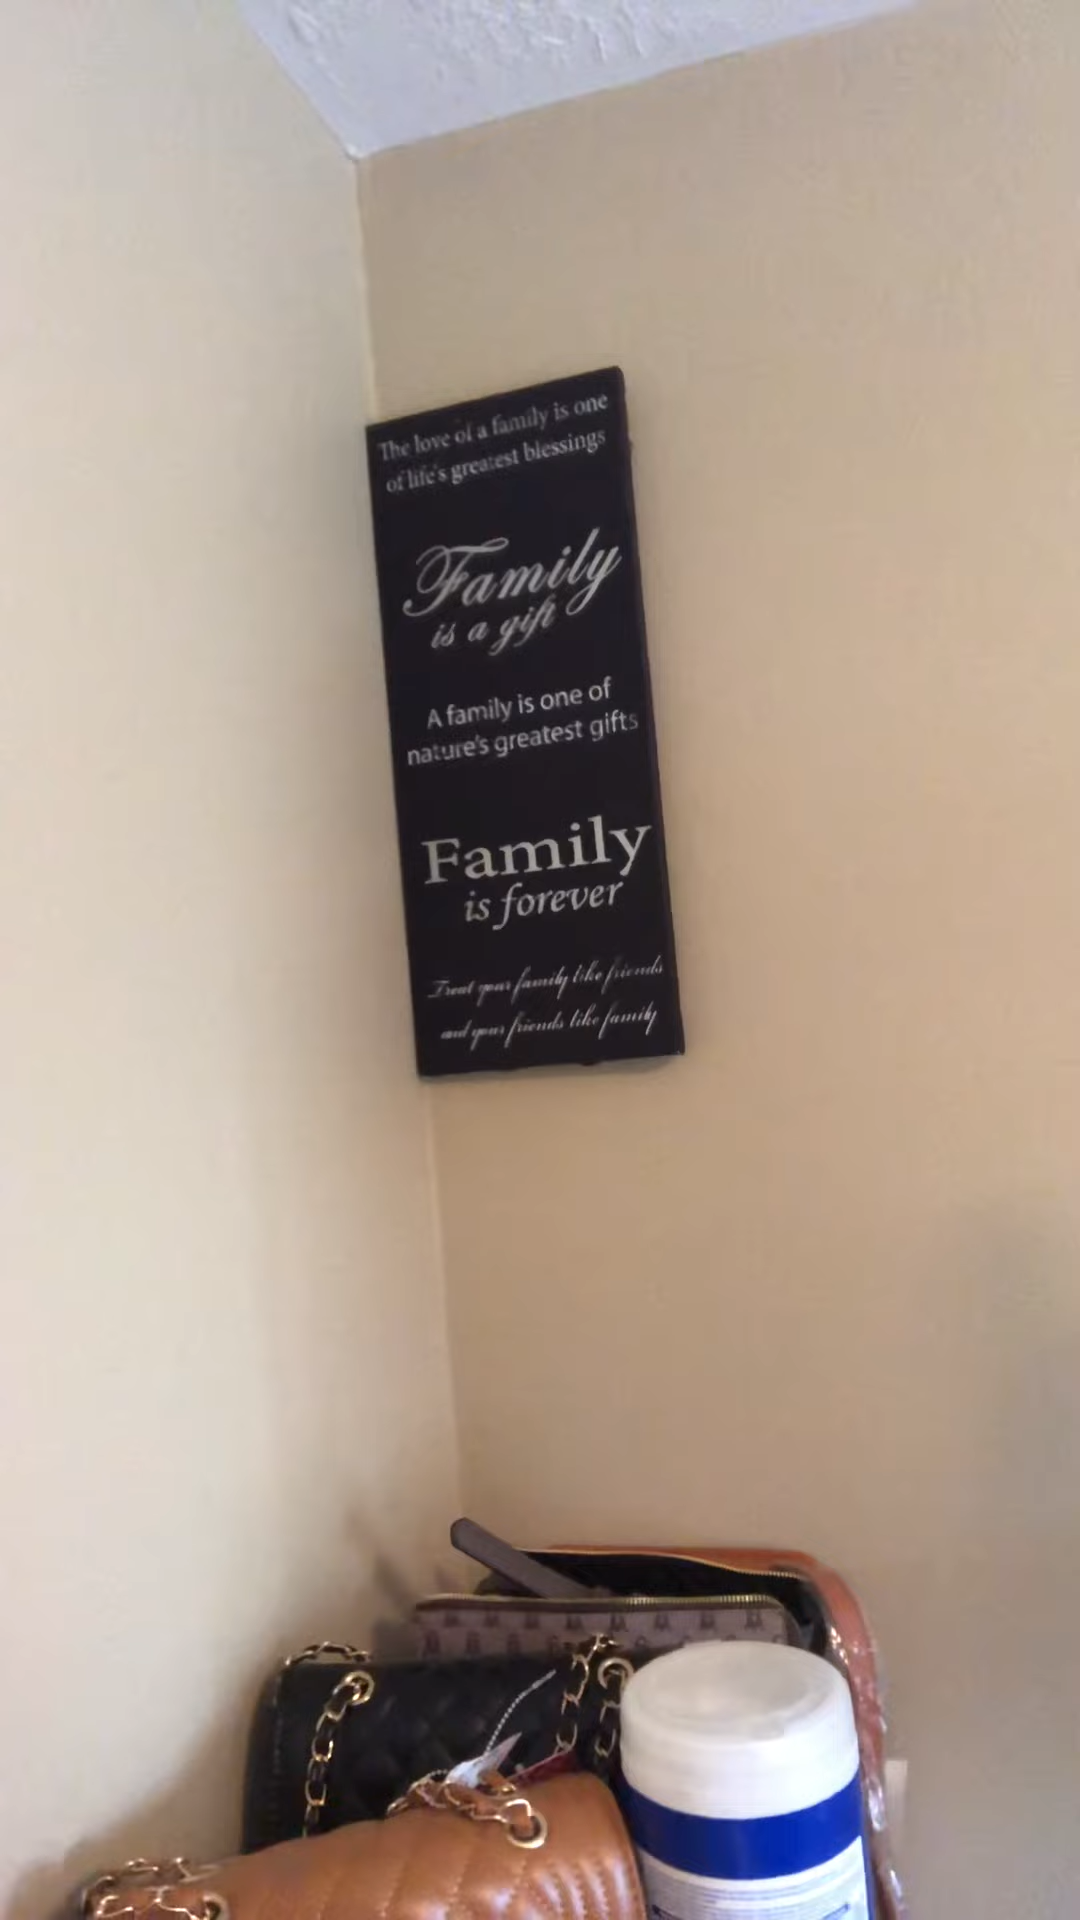 The love of a family is one
of life's greatest blessings
Family
is a gift
A family is one of
nature's greatest gifts
Family
is forever
Treat your family like friends
and your friends like family